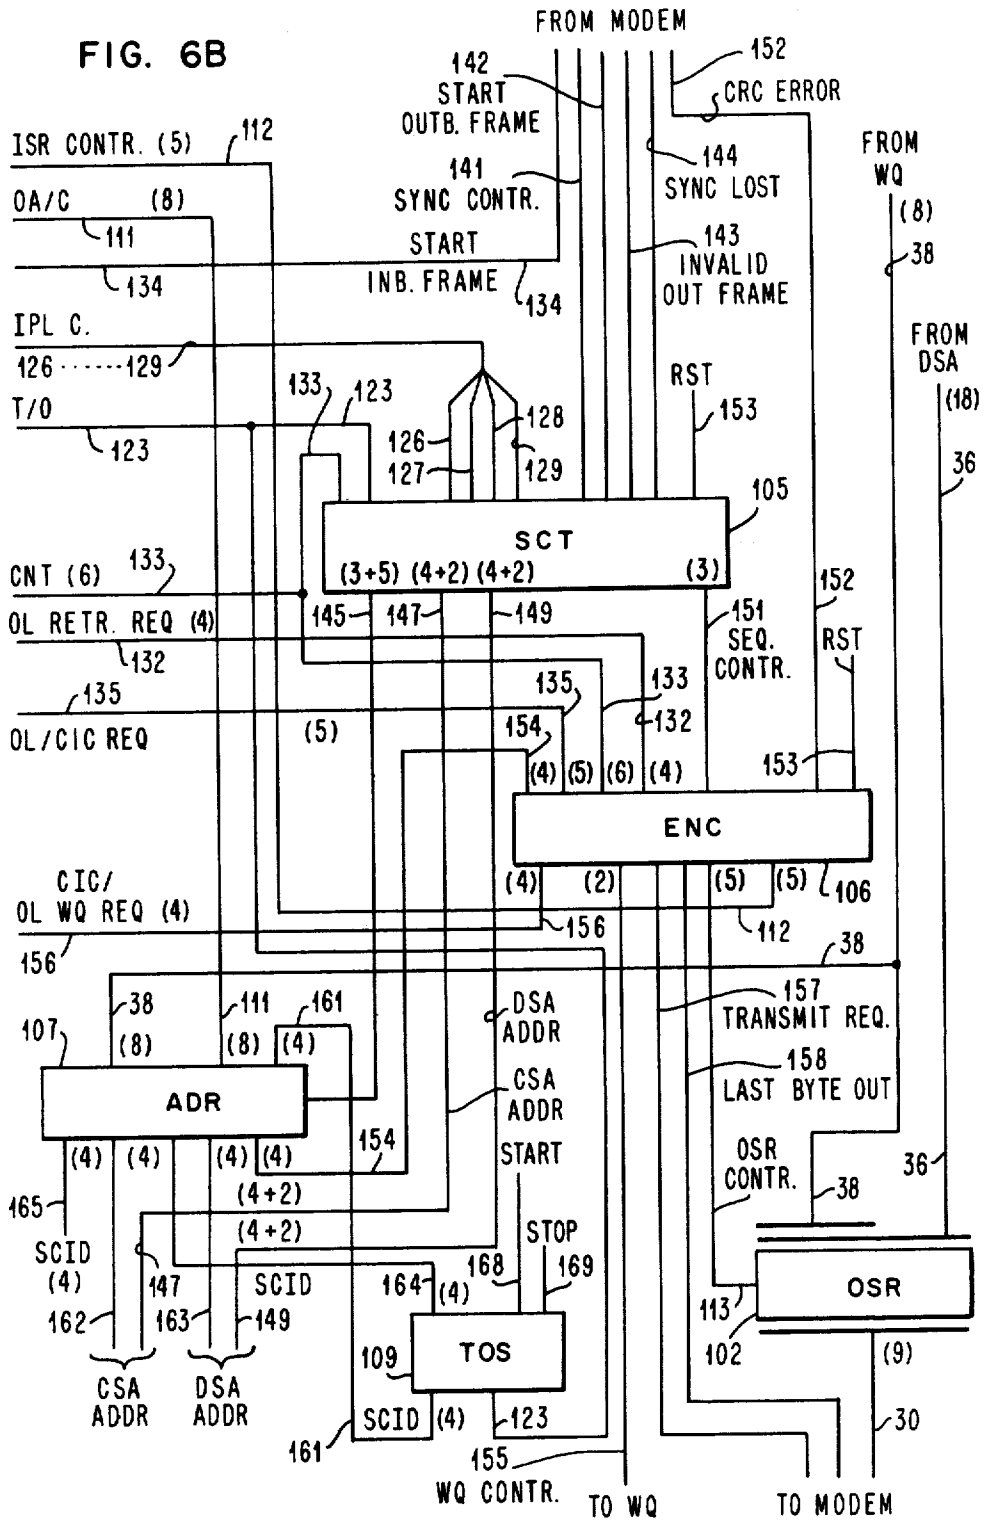 FROM MODEM
FIG. 6B
152
142
START
OUTB. FRAME
CRC ERROR
ISR CONTR. (5)
112
FROM
WQ
(8)
141
SYNC CONTR.
144
SYNC LOST
OA/C (8)
111
38
START
INB. FRAME
134
134
143
INVALID
OUT FRAME
IPL C.
126 ······129
FROM
DSA
(18)
T/O
123
133
123
126
127
128
129
RST
153
36
105
SCT
(3+5) (4+2) (4+2) (3)
CNT (6)
133
145
147
149
151
SEQ.
CONTR.
152
RST
OL RETR. REQ (4)
132
135
OL/CIC REQ
(5)
135
133
132
154
153
(4) (5) (6) (4)
ENC
(4) (2) (5) (5)
106
CIC/
OL WQ REQ (4)
156
156
112
38
38
111
161
107
(8) (8) (4)
DSA
ADDR
157
TRANSMIT REQ.
158
LAST BYTE OUT
ADR
CSA
ADDR
(4) (4) (4) (4)
154
START
OSR
CONTR.
36
38
165
(4+2)
(4+2)
STOP
SCID
(4)
147
SCID
164
(4)
168
169
OSR
113
102
162
163
149
109
TOS
(9)
CSA
ADDR
DSA
ADDR
SCID (4)
161
123
155
WQ CONTR.
30
TO WQ
TO MODEM